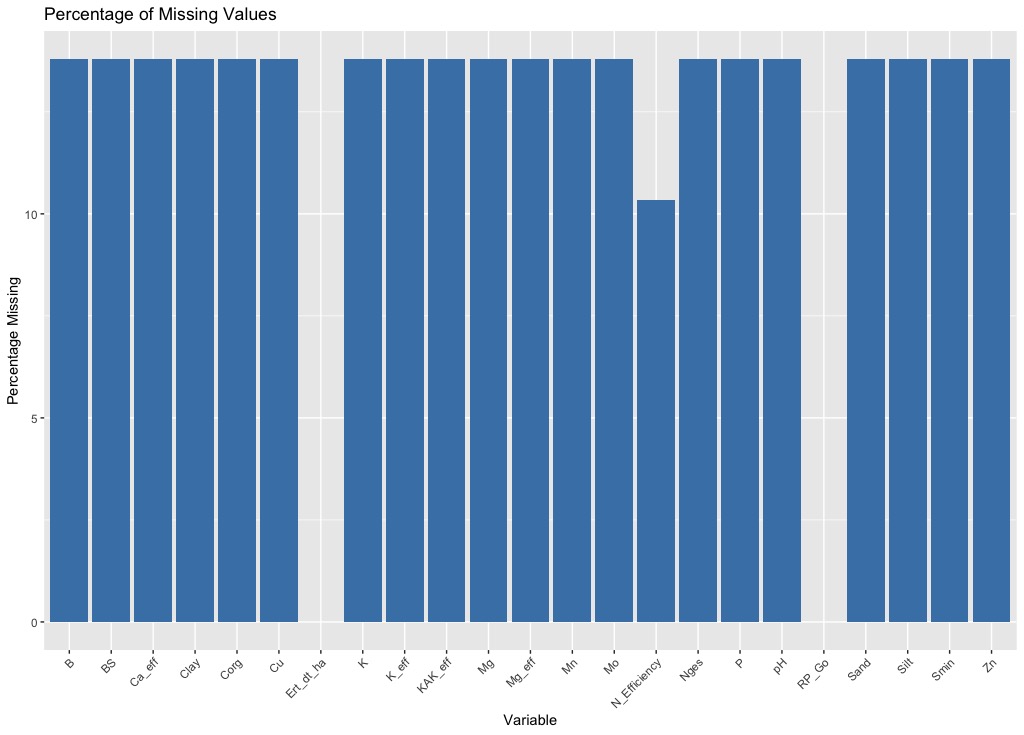 Percentage of Missing Values
Percentage Missing
10
5
0
B BS Ca_eff Clay Corg Cu Ert_dt_ha K K_eff KAK_eff Mg Mg_eff Mn Mo N_Efficiency Nges P pH RP_Go Sand Silt Smin Zn
Variable